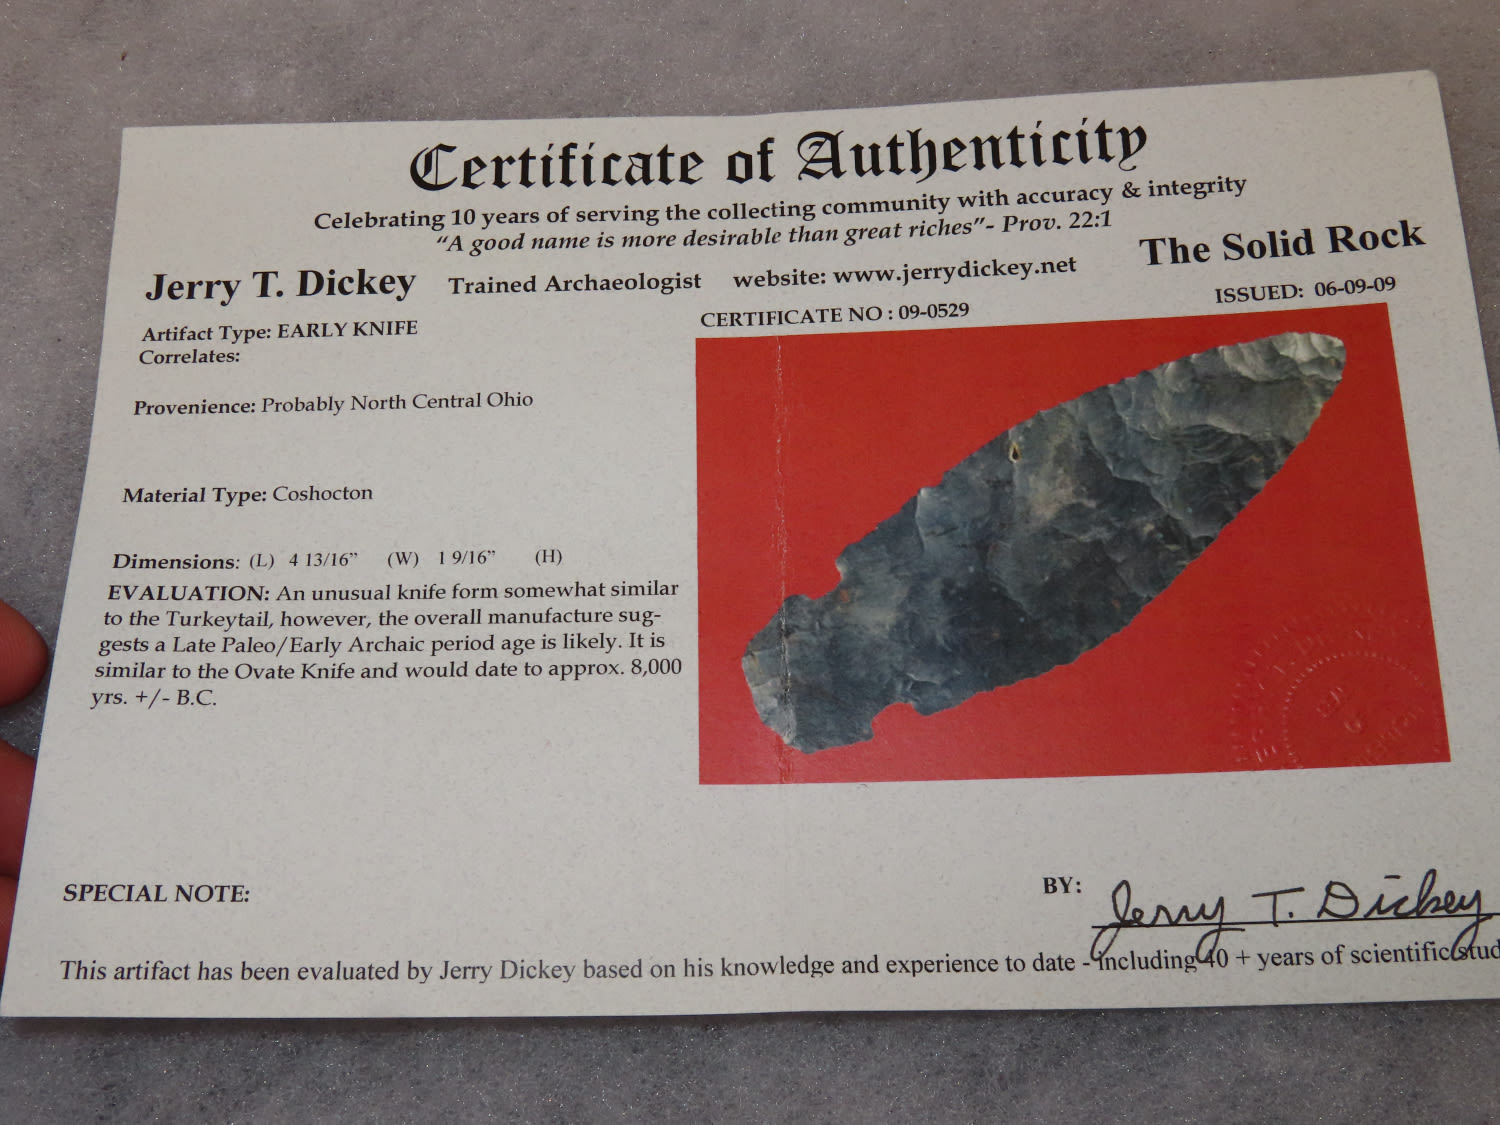 Certificate of Authenticity
Celebrating 10 years of serving the collecting community with accuracy & integrity
“A good name is more desirable than great riches”- Prov. 22:1
Jerry T. Dickey Trained Archaeologist website: www.jerrydickey.net The Solid Rock
ISSUED: 06-09-09
CERTIFICATE NO : 09-0529
Artifact Type: EARLY KNIFE
Correlates:
Provenience: Probably North Central Ohio
Material Type: Coshocton
Dimensions: (L) 4 13/16” (W) 1 9/16” (H)
EVALUATION: An unusual knife form somewhat similar
to the Turkeytail, however, the overall manufacture sug-
gests a Late Paleo/Early Archaic period age is likely. It is
similar to the Ovate Knife and would date to approx. 8,000
yrs. +/- B.C.
SPECIAL NOTE:
BY: Jerry T. Dickey
This artifact has been evaluated by Jerry Dickey based on his knowledge and experience to date - including 40 + years of scientific stud